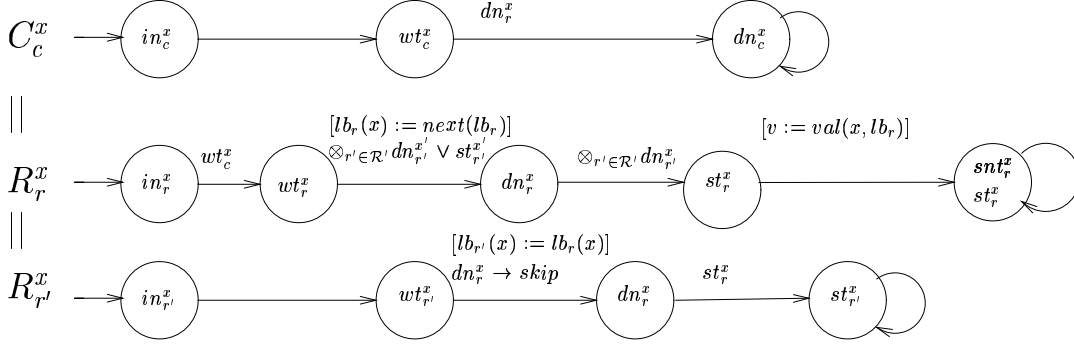 dn_r^x
C_c^x in_c^x wt_c^x dn_c^x
||
[lb_r(x) := next(lb_r)] [v := val(x, lb_r)]
wt_c^x ⊗_{r'∈R'} dn_{r'}^{x'} ∨ st_{r'}^{x'} ⊗_{r'∈R'} dn_{r'}^x
R_r^x in_r^x wt_r^x dn_r^x st_r^x snt_r^x
st_r^x
||
[lb_{r'}(x) := lb_r(x)]
dn_r^x → skip st_r^x
R_{r'}^x in_{r'}^x wt_{r'}^x dn_r^x st_{r'}^x